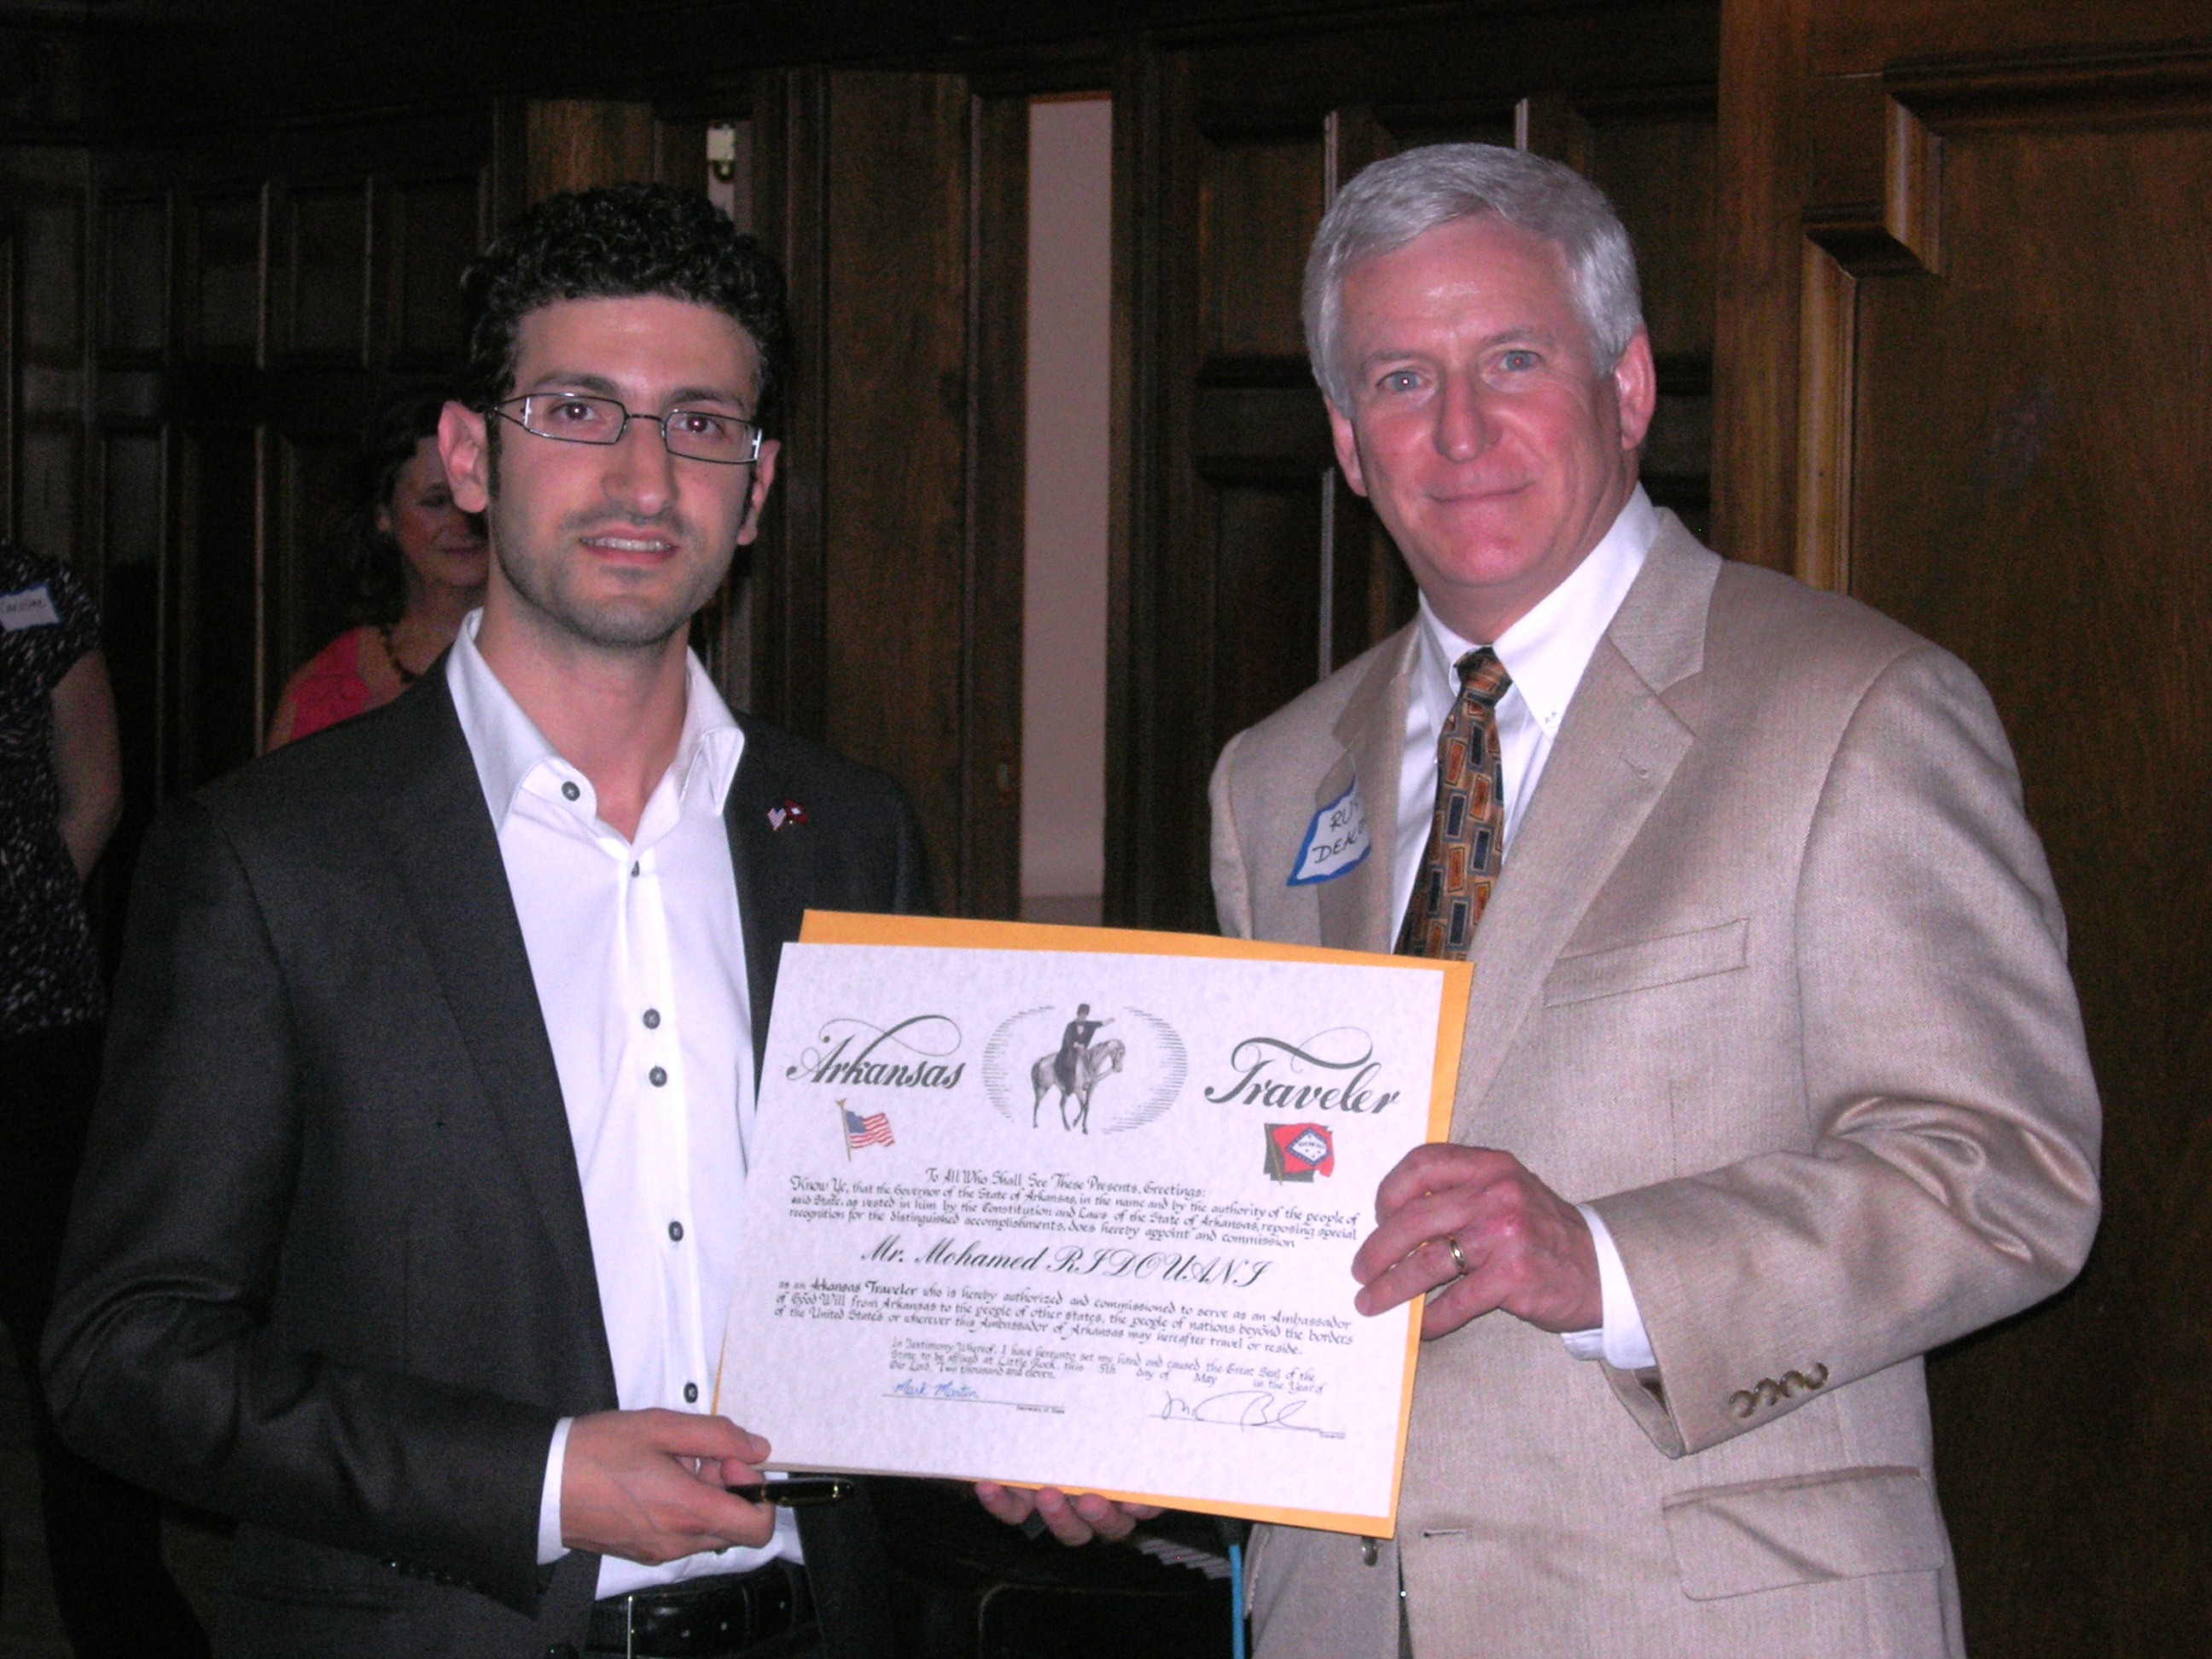 Arkansas Traveler
To All Who Shall See These Presents, Greetings:
Know Ye, that the Governor of the State of Arkansas, in the name and by the authority of the people of
said State, as vested in him by the Constitution and Laws of the State of Arkansas, reposing special
recognition for the distinguished accomplishments, does hereby appoint and commission
Mr. Mohamed RIDOUANI
as an Arkansas Traveler who is hereby authorized and commissioned to serve as an Ambassador
of Good Will from Arkansas to the people of other states, the people of nations beyond the borders
of the United States or wherever this Ambassador of Arkansas may hereafter travel or reside.
In Testimony Whereof, I have hereunto set my hand and caused the Great Seal of the
State to be affixed at Little Rock, this 5th day of May in the Year of
Our Lord, Two thousand and eleven.
Mark Martin
Secretary of State
Governor
RU
DEAC